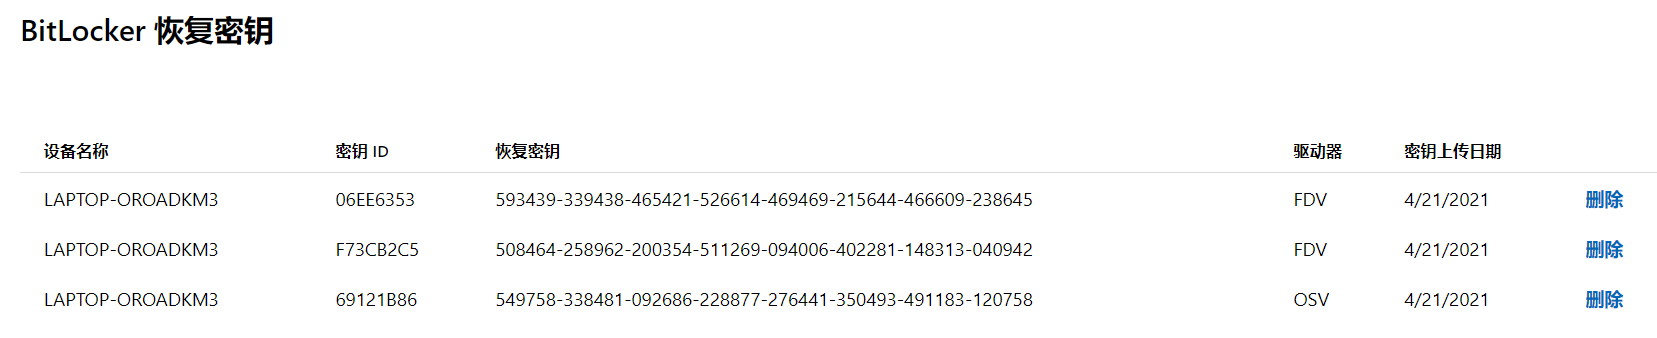 BitLocker 恢复密钥
设备名称 密钥 ID 恢复密钥 驱动器 密钥上传日期
LAPTOP-OROADKM3 06EE6353 593439-339438-465421-526614-469469-215644-466609-238645 FDV 4/21/2021 删除
LAPTOP-OROADKM3 F73CB2C5 508464-258962-200354-511269-094006-402281-148313-040942 FDV 4/21/2021 删除
LAPTOP-OROADKM3 69121B86 549758-338481-092686-228877-276441-350493-491183-120758 OSV 4/21/2021 删除